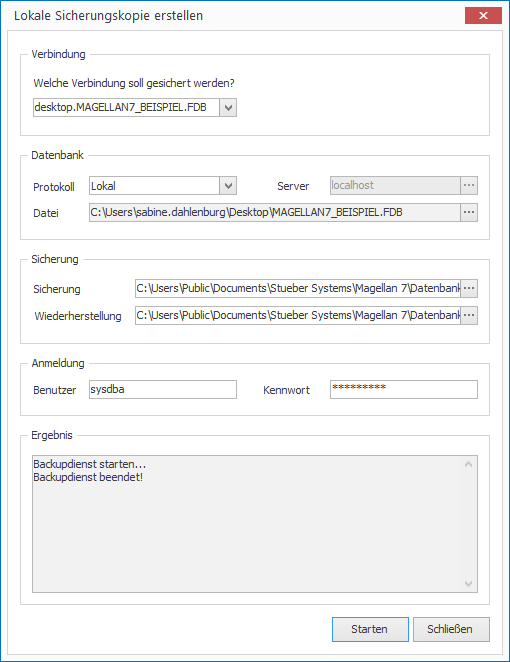 Lokale Sicherungskopie erstellen
Verbindung
Welche Verbindung soll gesichert werden?
desktop.MAGELLAN7_BEISPIEL.FDB
Datenbank
Protokoll Lokal Server localhost ...
Datei C:\Users\sabine.dahlenburg\Desktop\MAGELLAN7_BEISPIEL.FDB ...
Sicherung
Sicherung C:\Users\Public\Documents\Stueber Systems\Magellan 7\Datenbank ...
Wiederherstellung C:\Users\Public\Documents\Stueber Systems\Magellan 7\Datenbank ...
Anmeldung
Benutzer sysdba Kennwort *********
Ergebnis
Backupdienst starten...
Backupdienst beendet!
Starten Schließen